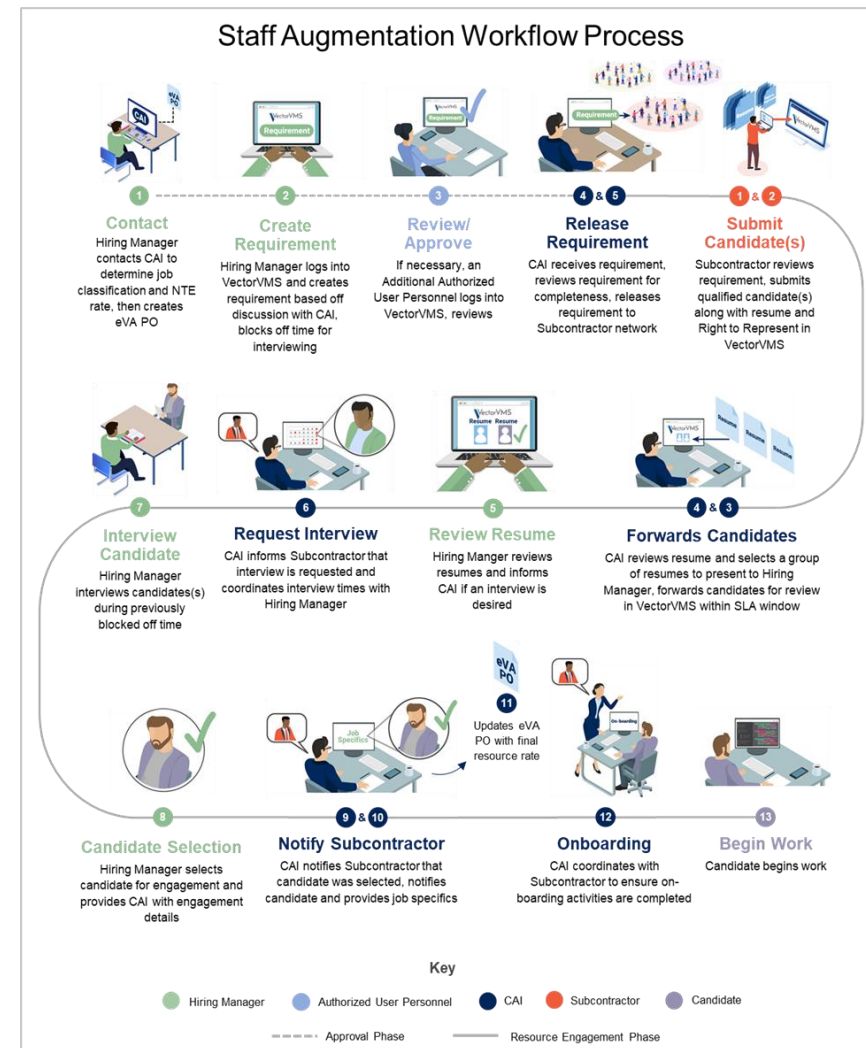 Staff Augmentation Workflow Process
CAI
eVA
PO
VectorVMS
Requirement
VectorVMS
Requirement
Requirement
VectorVMS
1
2
3
4 & 5
1 & 2
Contact
Hiring Manager
contacts CAI to
determine job
classification and NTE
rate, then creates
eVA PO
Create
Requirement
Hiring Manager logs into
VectorVMS and creates
requirement based off
discussion with CAI,
blocks off time for
interviewing
Review/
Approve
If necessary, an
Additional Authorized
User Personnel logs into
VectorVMS, reviews
Release
Requirement
CAI receives requirement,
reviews requirement for
completeness, releases
requirement to
Subcontractor network
Submit
Candidate(s)
Subcontractor reviews
requirement, submits
qualified candidate(s)
along with resume and
Right to Represent in
VectorVMS
VectorVMS
Resume Resume
VectorVMS
Resume
Resume
Resume
7
6
5
4 & 3
Interview
Candidate
Hiring Manager
interviews candidates(s)
during previously
blocked off time
Request Interview
CAI informs Subcontractor that
interview is requested and
coordinates interview times with
Hiring Manager
Review Resume
Hiring Manger reviews
resumes and informs
CAI if an interview is
desired
Forwards Candidates
CAI reviews resume and selects a group
of resumes to present to Hiring
Manager, forwards candidates for review
in VectorVMS within SLA window
Job
Specifics
eVA
PO
11
Updates eVA
PO with final
resource rate
On-boarding
8
9 & 10
12
13
Candidate Selection
Hiring Manager selects
candidate for engagement and
provides CAI with engagement
details
Notify Subcontractor
CAI notifies Subcontractor that
candidate was selected, notifies
candidate and provides job specifics
Onboarding
CAI coordinates with
Subcontractor to ensure on-
boarding activities are completed
Begin Work
Candidate begins work
Key
Hiring Manager
Authorized User Personnel
CAI
Subcontractor
Candidate
Approval Phase
Resource Engagement Phase